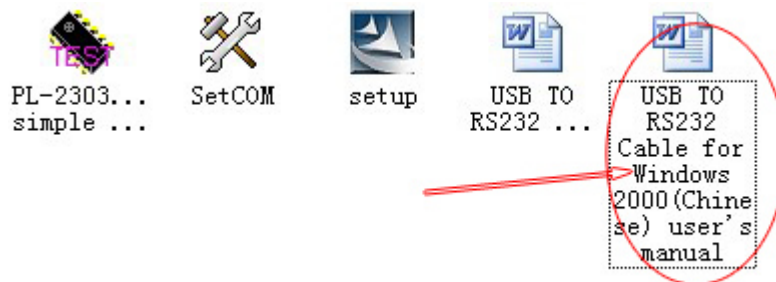 TEST
PL-2303...
simple ...
SetCOM
setup
USB TO
RS232 ...
USB TO
RS232
Cable for
Windows
2000(Chine
se) user's
manual